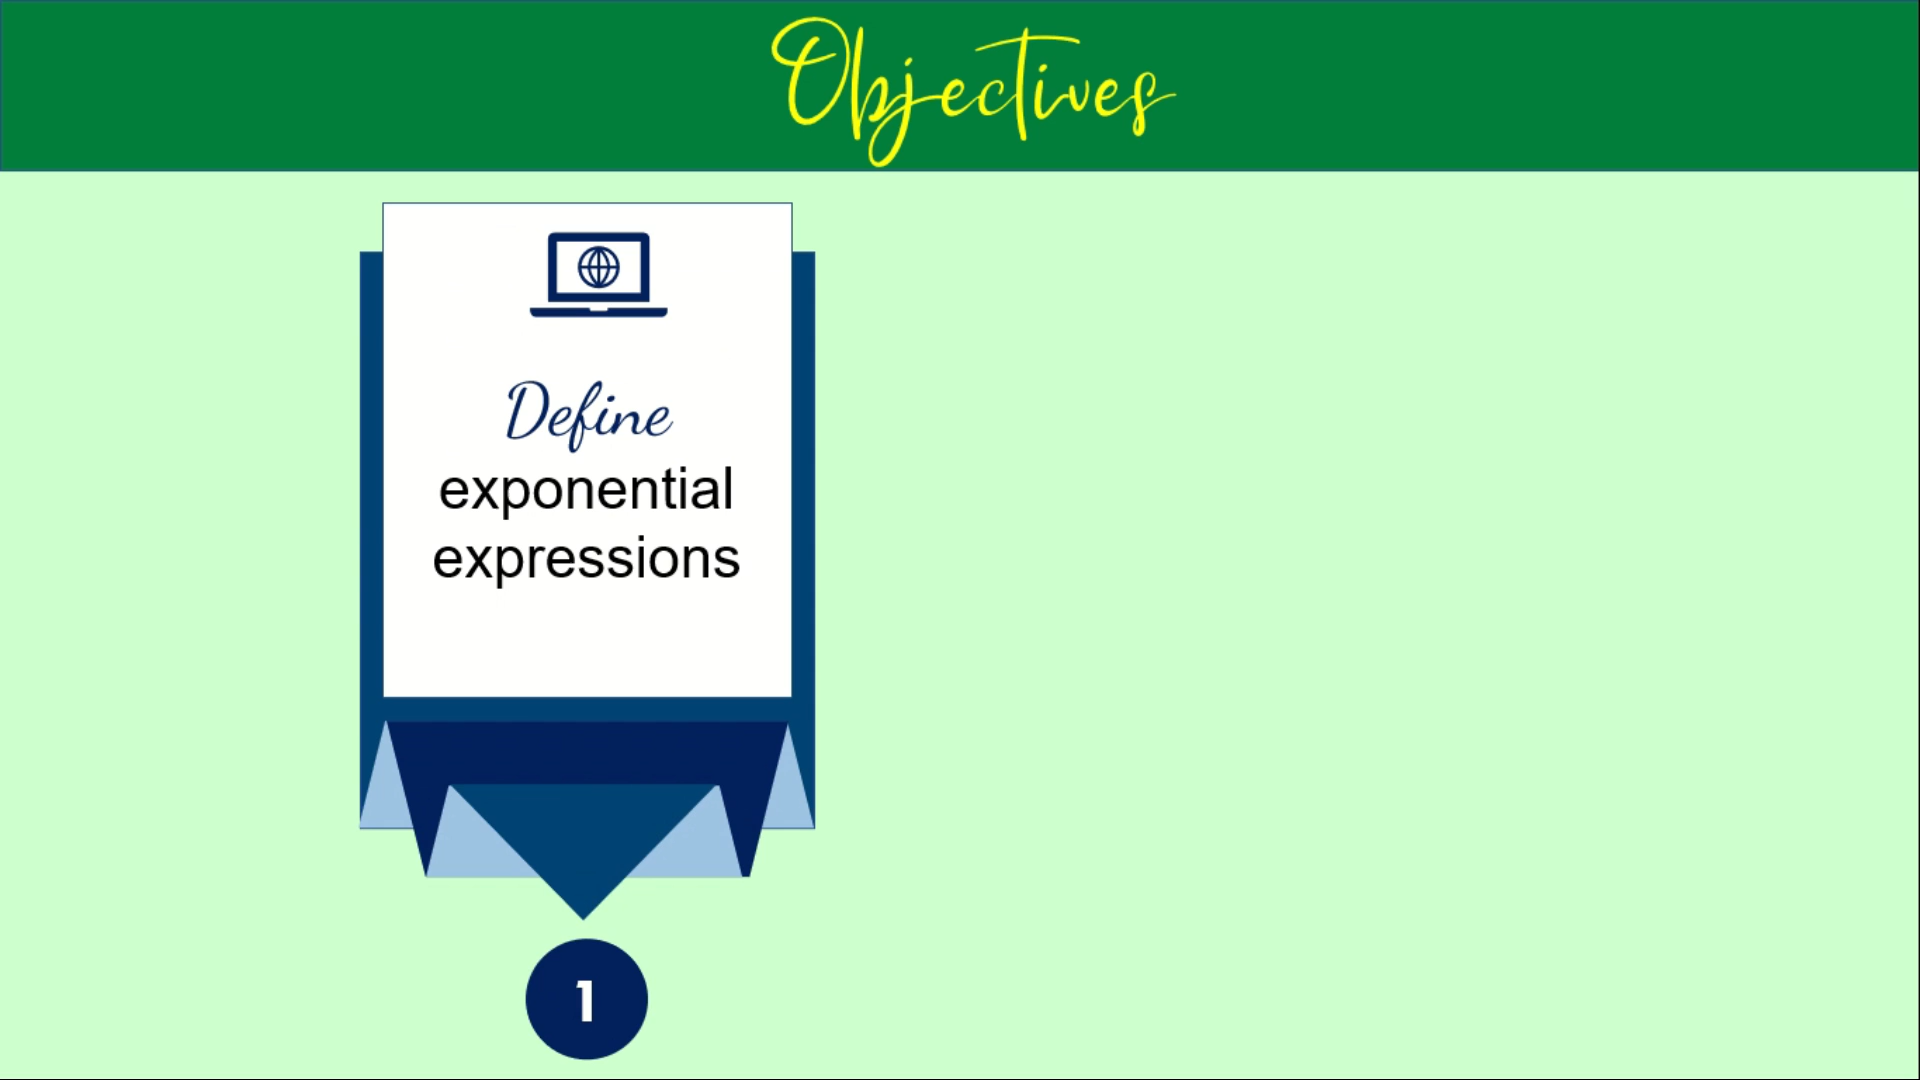 Objectives
Define
exponential
expressions
1